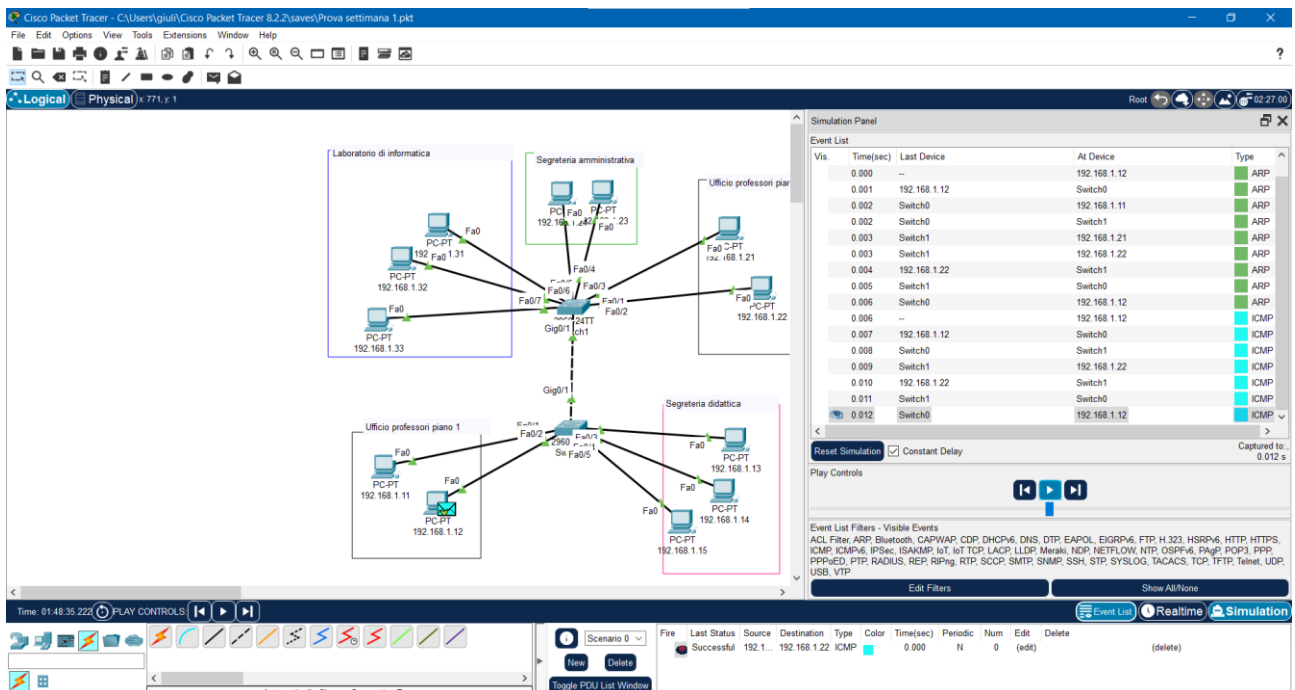 Cisco Packet Tracer - C:\Users\giuli\Cisco Packet Tracer 8.2.2\saves\Prova settimana 1.pkt
File Edit Options View Tools Extensions Window Help
?
Logical Physical x: 771, y: 1
Root 02:27:00
Laboratorio di informatica
PC-PT
192.168.1.32
Fa0
Fa0
PC-PT
192.168.1.33
Fa0
Segreteria amministrativa
Fa0
Fa0
Ufficio professori pian
Fa0
Fa0
192.168.1.22
Fa0/4
Fa0/6
Fa0/3
Fa0/7
Fa0/2
Gig0/1
Gig0/1
Ufficio professori piano 1
Fa0/2
Fa0/3
2960
Fa0/5
Fa0
PC-PT
192.168.1.11
Fa0
PC-PT
192.168.1.12
Segreteria didattica
Fa0
PC-PT
192.168.1.13
Fa0
PC-PT
192.168.1.14
Fa0
PC-PT
192.168.1.15
Simulation Panel
Event List
Vis. Time(sec) Last Device At Device Type
0.000 -- 192.168.1.12 ARP
0.001 192.168.1.12 Switch0 ARP
0.002 Switch0 192.168.1.11 ARP
0.002 Switch0 Switch1 ARP
0.003 Switch1 192.168.1.21 ARP
0.003 Switch1 192.168.1.22 ARP
0.004 192.168.1.22 Switch1 ARP
0.005 Switch1 Switch0 ARP
0.006 Switch0 192.168.1.12 ARP
0.006 -- 192.168.1.12 ICMP
0.007 192.168.1.12 Switch0 ICMP
0.008 Switch0 Switch1 ICMP
0.009 Switch1 192.168.1.22 ICMP
0.010 192.168.1.22 Switch1 ICMP
0.011 Switch1 Switch0 ICMP
0.012 Switch0 192.168.1.12 ICMP
Reset Simulation Constant Delay
Captured to:
0.012 s
Play Controls
Event List Filters - Visible Events
ACL Filter, ARP, Bluetooth, CAPWAP, CDP, DHCPv6, DNS, DTP, EAPOL, EIGRPv6, FTP, H.323, HSRPv6, HTTP, HTTPS,
ICMP, ICMPv6, IPSec, ISAKMP, IoT, IoT TCP, LACP, LLDP, Meraki, NDP, NETFLOW, NTP, OSPFv6, PAgP, POP3, PPP,
PPPoED, PTP, RADIUS, REP, RIPng, RTP, SCCP, SMTP, SNMP, SSH, STP, SYSLOG, TACACS, TCP, TFTP, Telnet, UDP,
USB, VTP
Edit Filters Show All/None
Time: 01:48:35.222 PLAY CONTROLS:
Event List Realtime Simulation
Scenario 0
New Delete
Toggle PDU List Window
Fire Last Status Source Destination Type Color Time(sec) Periodic Num Edit Delete
Successful 192.1... 192.168.1.22 ICMP 0.000 N 0 (edit) (delete)